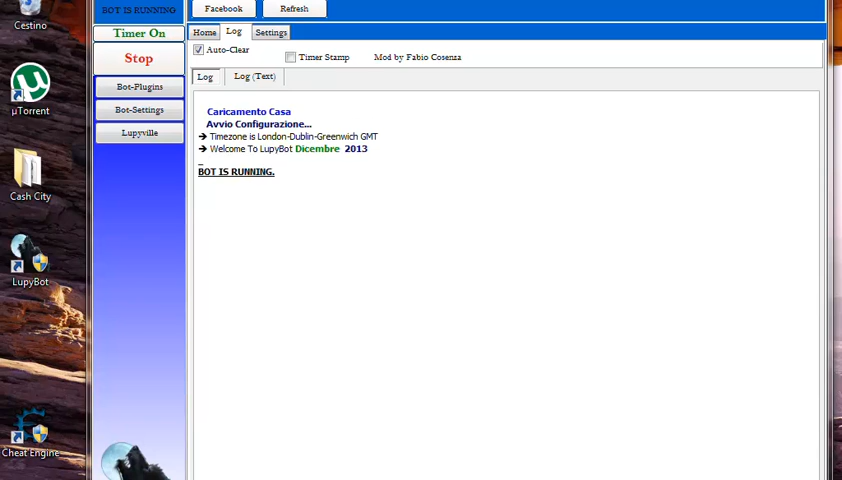 Cestino
µTorrent
Cash City
LupyBot
Cheat Engine
BOT IS RUNNING
Timer On
Stop
Bot-Plugins
Bot-Settings
Lupyville
Facebook
Refresh
Home
Log
Settings
Auto-Clear
Timer Stamp
Mod by Fabio Cosenza
Log
Log (Text)
Caricamento Casa
Avvio Configurazione...
➔ Timezone is London-Dublin-Greenwich GMT
➔ Welcome To LupyBot Dicembre 2013
_
BOT IS RUNNING.